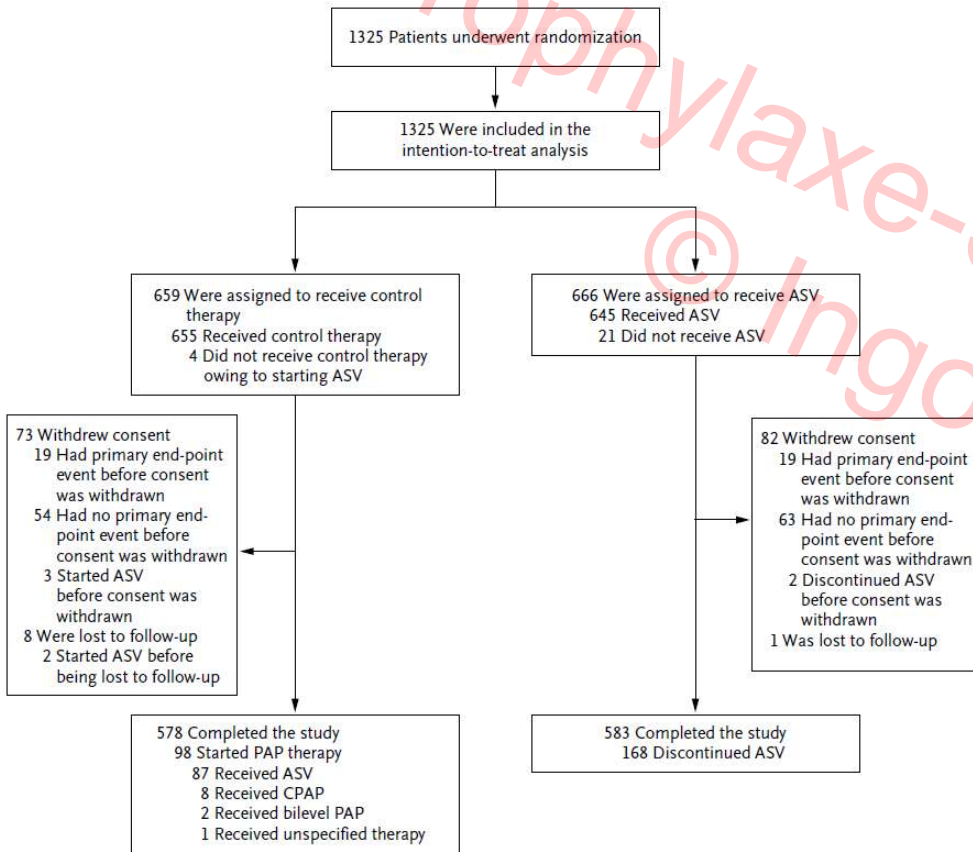 1325 Patients underwent randomization
1325 Were included in the
intention-to-treat analysis
659 Were assigned to receive control
therapy
655 Received control therapy
4 Did not receive control therapy
owing to starting ASV
666 Were assigned to receive ASV
645 Received ASV
21 Did not receive ASV
73 Withdrew consent
19 Had primary end-point
event before consent
was withdrawn
54 Had no primary end-
point event before
consent was withdrawn
3 Started ASV
before consent was
withdrawn
8 Were lost to follow-up
2 Started ASV before
being lost to follow-up
82 Withdrew consent
19 Had primary end-point
event before consent
was withdrawn
63 Had no primary end-
point event before
consent was withdrawn
2 Discontinued ASV
before consent was
withdrawn
1 Was lost to follow-up
578 Completed the study
98 Started PAP therapy
87 Received ASV
8 Received CPAP
2 Received bilevel PAP
1 Received unspecified therapy
583 Completed the study
168 Discontinued ASV
ophylaxe-
© Ingo